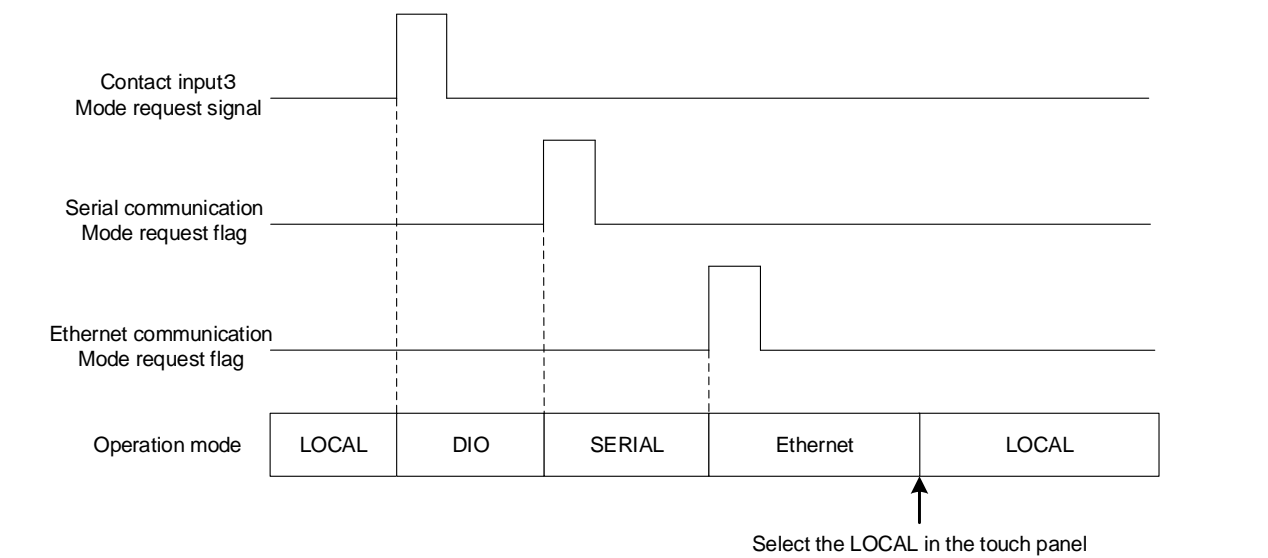 Contact input3
Mode request signal
Serial communication
Mode request flag
Ethernet communication
Mode request flag
Operation mode
LOCAL
DIO
SERIAL
Ethernet
LOCAL
Select the LOCAL in the touch panel